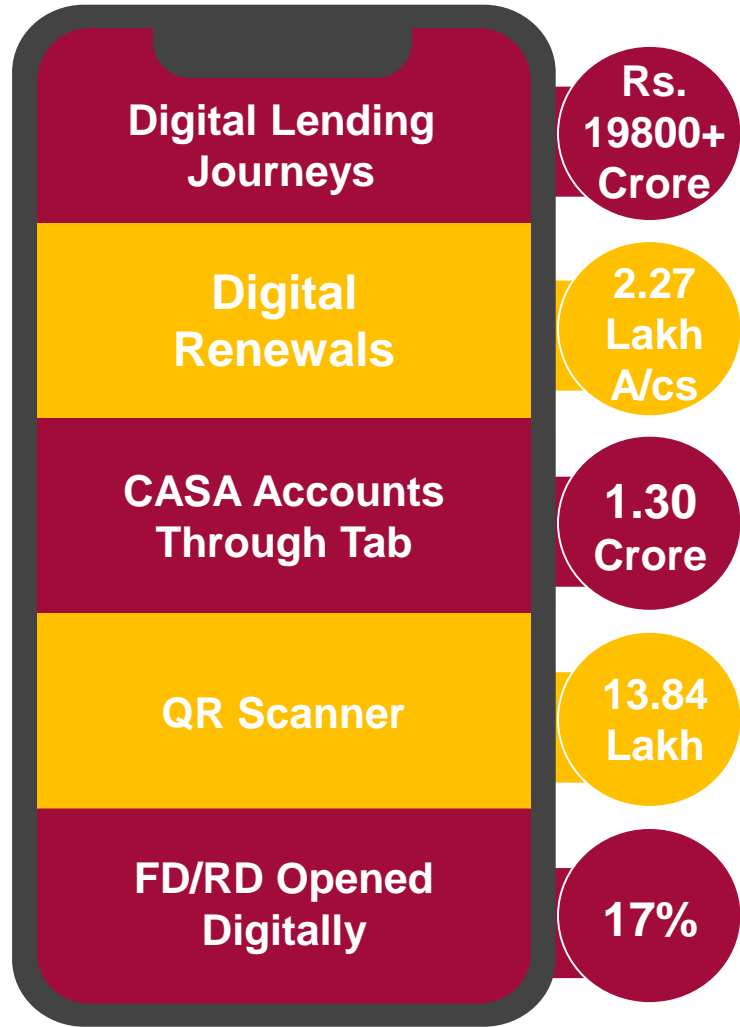 Digital Lending
Journeys
Rs.
19800+
Crore
Digital
Renewals
2.27
Lakh
A/cs
CASA Accounts
Through Tab
1.30
Crore
QR Scanner
13.84
Lakh
FD/RD Opened
Digitally
17%